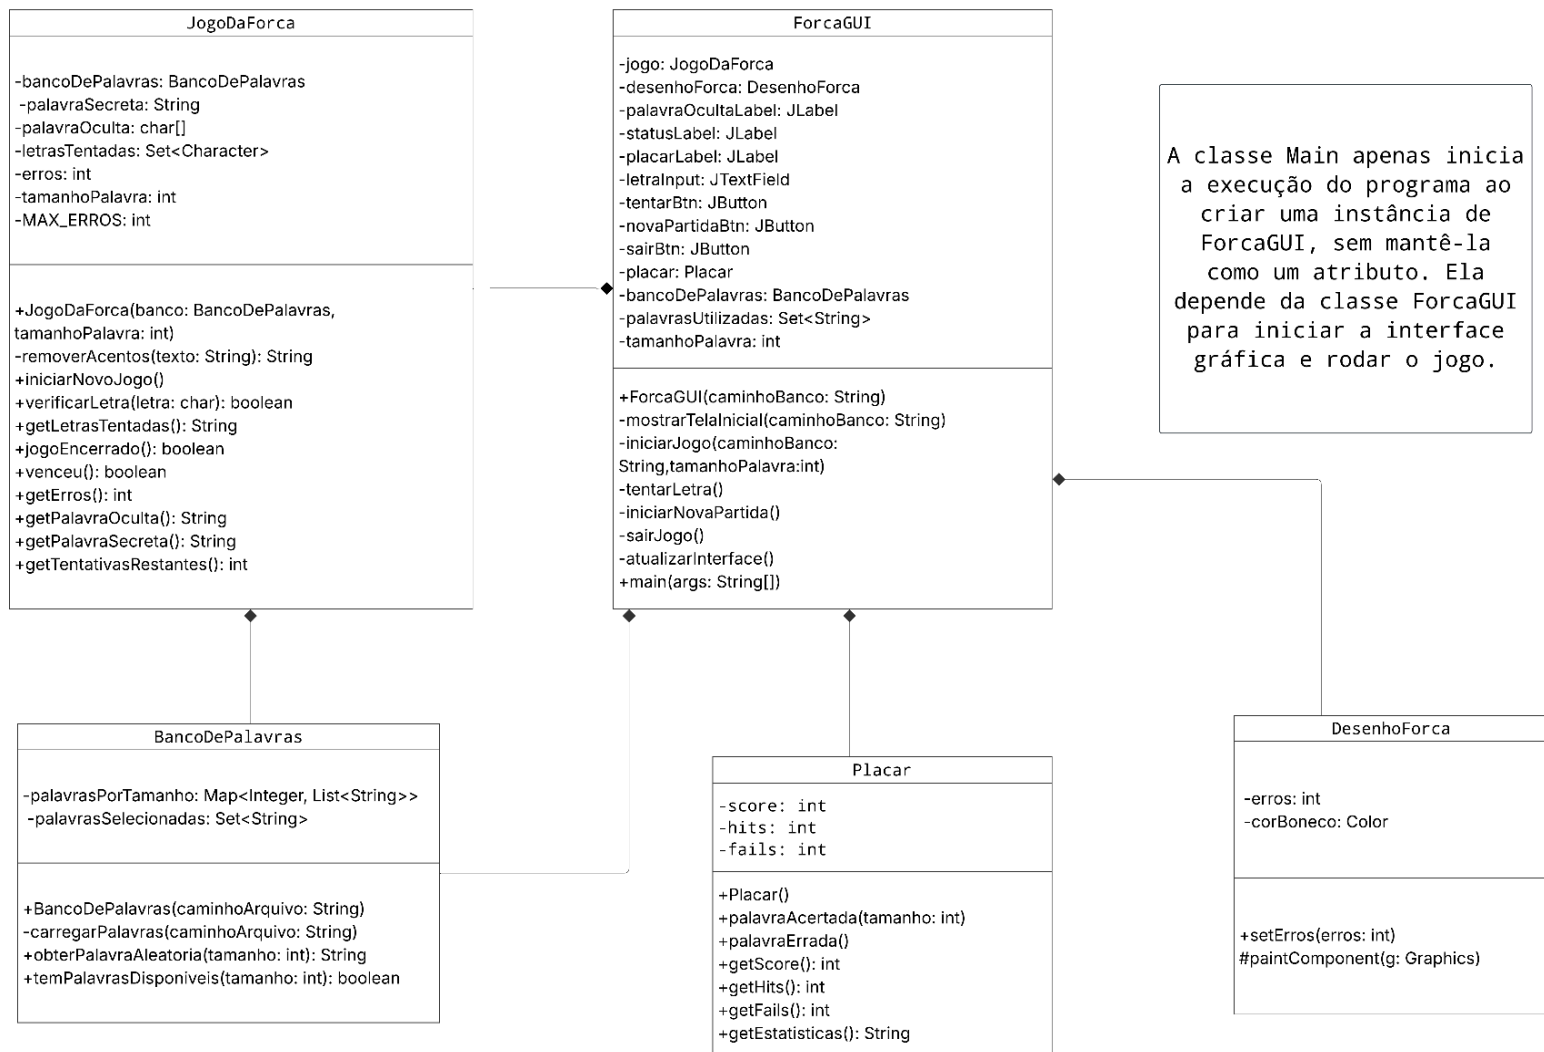 JogoDaForca
-bancoDePalavras: BancoDePalavras
-palavraSecreta: String
-palavraOculta: char[]
-letrasTentadas: Set<Character>
-erros: int
-tamanhoPalavra: int
-MAX_ERROS: int
+JogoDaForca(banco: BancoDePalavras,
tamanhoPalavra: int)
-removerAcentos(texto: String): String
+iniciarNovoJogo()
+verificarLetra(letra: char): boolean
+getLetrasTentadas(): String
+jogoEncerrado(): boolean
+venceu(): boolean
+getErros(): int
+getPalavraOculta(): String
+getPalavraSecreta(): String
+getTentativasRestantes(): int
ForcaGUI
-jogo: JogoDaForca
-desenhoForca: DesenhoForca
-palavraOcultaLabel: JLabel
-statusLabel: JLabel
-placarLabel: JLabel
-letraInput: JTextField
-tentarBtn: JButton
-novaPartidaBtn: JButton
-sairBtn: JButton
-placar: Placar
-bancoDePalavras: BancoDePalavras
-palavrasUtilizadas: Set<String>
-tamanhoPalavra: int
+ForcaGUI(caminhoBanco: String)
-mostrarTelaInicial(caminhoBanco: String)
-iniciarJogo(caminhoBanco:
String,tamanhoPalavra:int)
-tentarLetra()
-iniciarNovaPartida()
-sairJogo()
-atualizarInterface()
+main(args: String[])
A classe Main apenas inicia
a execução do programa ao
criar uma instância de
ForcaGUI, sem mantê-la
como um atributo. Ela
depende da classe ForcaGUI
para iniciar a interface
gráfica e rodar o jogo.
BancoDePalavras
-palavrasPorTamanho: Map<Integer, List<String>>
-palavrasSelecionadas: Set<String>
+BancoDePalavras(caminhoArquivo: String)
-carregarPalavras(caminhoArquivo: String)
+obterPalavraAleatoria(tamanho: int): String
+temPalavrasDisponiveis(tamanho: int): boolean
Placar
-score: int
-hits: int
-fails: int
+Placar()
+palavraAcertada(tamanho: int)
+palavraErrada()
+getScore(): int
+getHits(): int
+getFails(): int
+getEstatisticas(): String
DesenhoForca
-erros: int
-corBoneco: Color
+setErros(erros: int)
#paintComponent(g: Graphics)